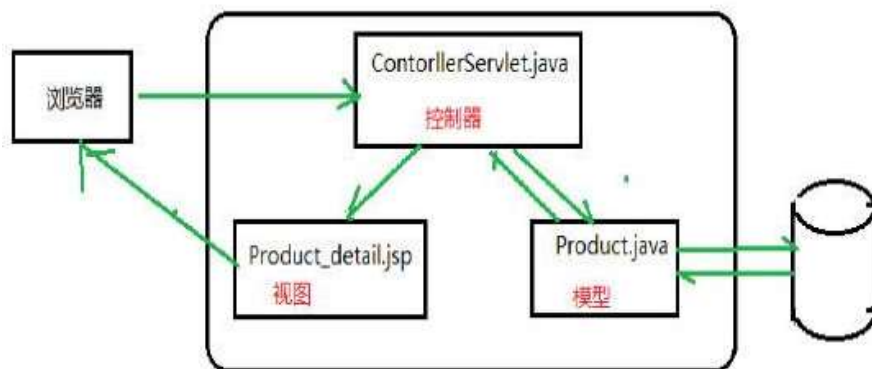 浏览器
ContorllerServlet.java
控制器
Product_detail.jsp
视图
Product.java
模型